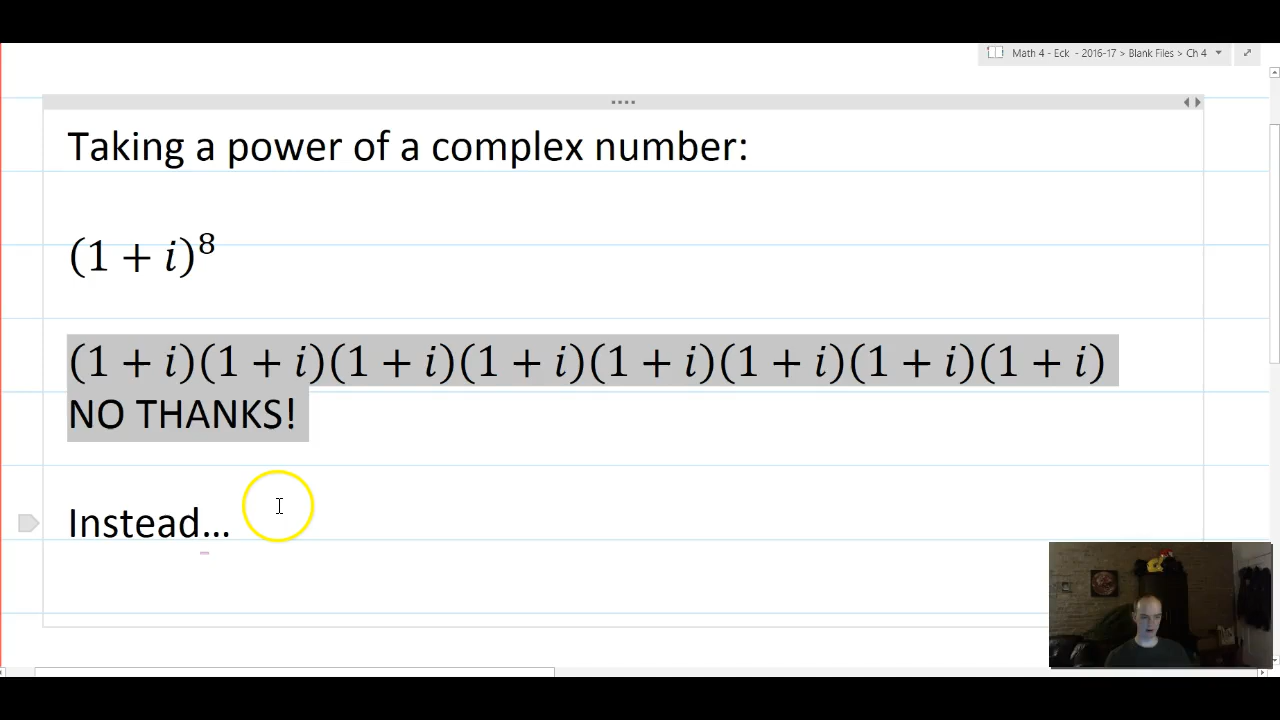 Math 4 - Eck - 2016-17 > Blank Files > Ch 4
Taking a power of a complex number:
(1 + i)⁸
(1 + i)(1 + i)(1 + i)(1 + i)(1 + i)(1 + i)(1 + i)(1 + i)
NO THANKS!
Instead...